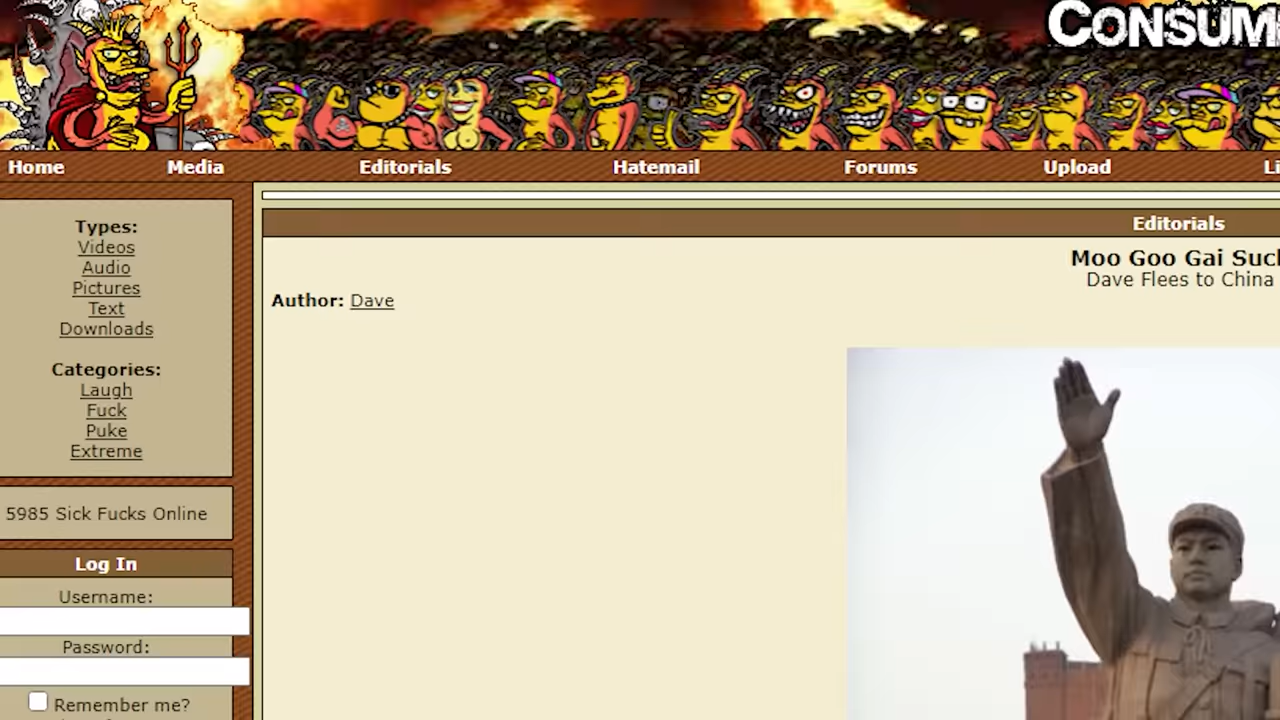 CONSUM
Home Media Editorials Hatemail Forums Upload Li
Types:
Videos
Audio
Pictures
Text
Downloads
Categories:
Laugh
Fuck
Puke
Extreme
5985 Sick Fucks Online
Log In
Username:
Password:
Remember me?
Editorials
Moo Goo Gai Suc
Dave Flees to China
Author: Dave